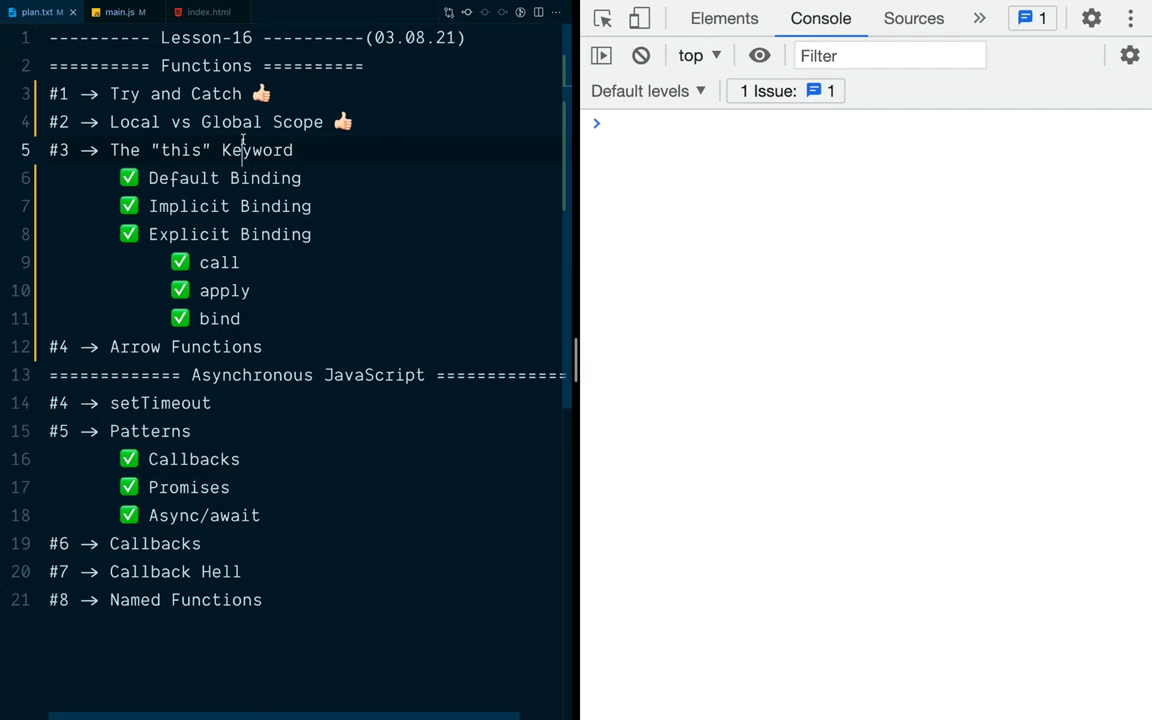 plan.txt M main.js M index.html
1 ---------- Lesson-16 ----------(03.08.21)
2 ========== Functions ==========
3 #1 -> Try and Catch 👍🏻
4 #2 -> Local vs Global Scope 👍🏻
5 #3 -> The "this" Keyword
6 ✅ Default Binding
7 ✅ Implicit Binding
8 ✅ Explicit Binding
9 ✅ call
10 ✅ apply
11 ✅ bind
12 #4 -> Arrow Functions
13 ============= Asynchronous JavaScript =============
14 #4 -> setTimeout
15 #5 -> Patterns
16 ✅ Callbacks
17 ✅ Promises
18 ✅ Async/await
19 #6 -> Callbacks
20 #7 -> Callback Hell
21 #8 -> Named Functions
Elements Console Sources » 1
top ▼ Filter
Default levels ▼ 1 Issue: 1
>